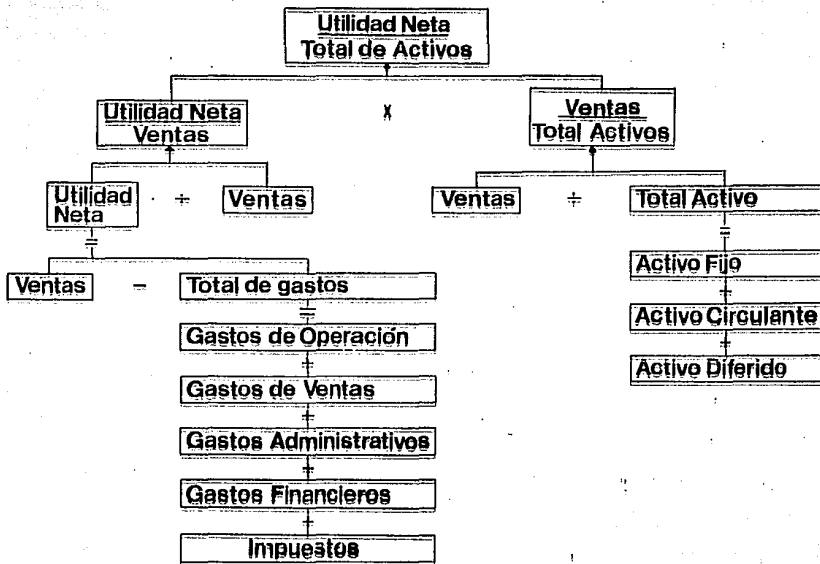 Utilidad Neta
Total de Activos
Utilidad Neta
Ventas
x
Ventas
Total Activos
Utilidad
Neta
÷
Ventas
Ventas
÷
Total Activo
=
=
Activo Fijo
Ventas
-
Total de gastos
+
=
Activo Circulante
Gastos de Operación
+
+
Activo Diferido
Gastos de Ventas
+
Gastos Administrativos
+
Gastos Financieros
+
Impuestos